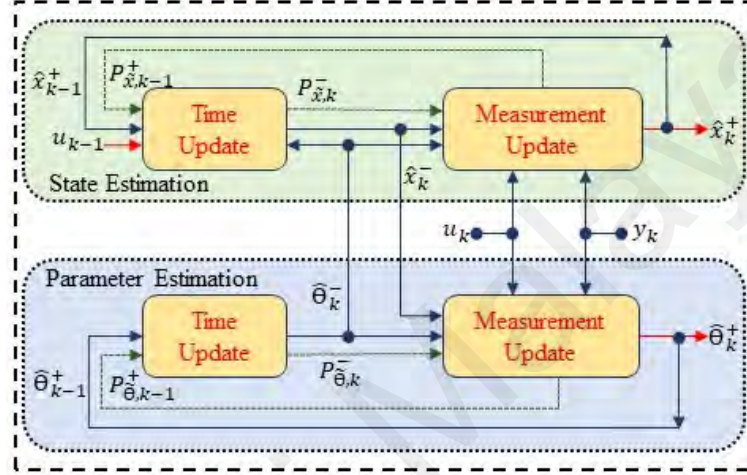 P⁺x̃,k−1
x̂⁺k−1
P⁻x̃,k
Time
Update
Measurement
Update
uk−1
x̂⁺k
x̂⁻k
State Estimation
uk
yk
Parameter Estimation
Θ̂⁻k
Time
Update
Measurement
Update
Θ̂⁺k
Θ̂⁺k−1
P⁺Θ̃,k−1
P⁻Θ̃,k
Malaya